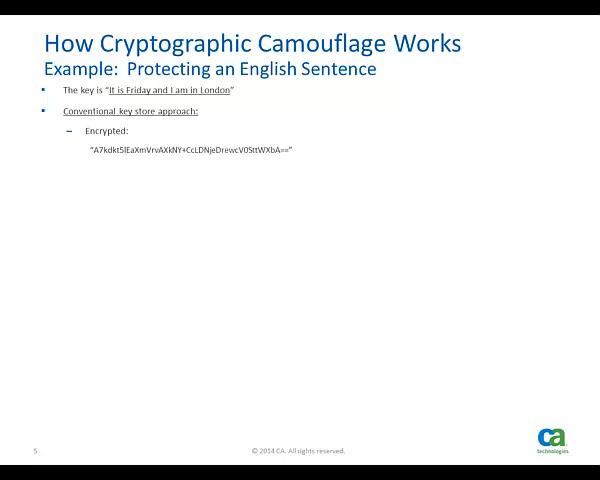 How Cryptographic Camouflage Works
Example: Protecting an English Sentence
▪ The key is “It is Friday and I am in London”
▪ Conventional key store approach:
– Encrypted:
“A7kdkt5lEaXmVrvAXkNY+CcLDNjeDrewcV0SttWXbA==”
ca
technologies
5
© 2014 CA. All rights reserved.